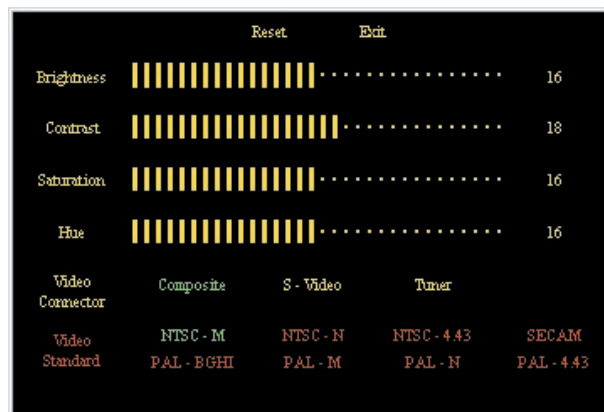 Reset Exit
Brightness 16
Contrast 18
Saturation 16
Hue 16
Video Connector Composite S - Video Tuner
Video Standard NTSC - M NTSC - N NTSC - 4.43 SECAM
PAL - BGHI PAL - M PAL - N PAL - 4.43